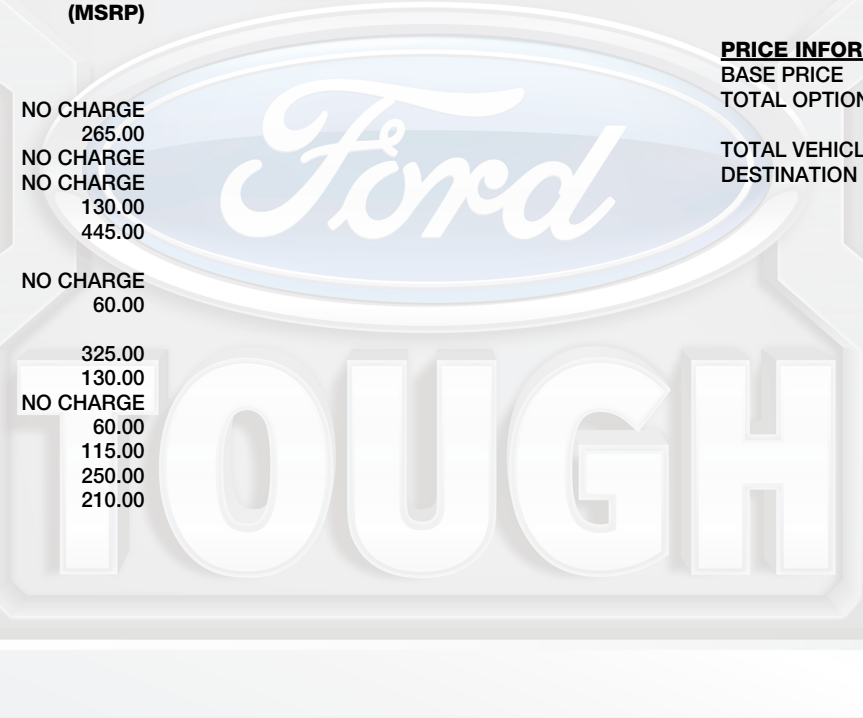 (MSRP)
NO CHARGE
265.00
NO CHARGE
NO CHARGE
130.00
445.00
NO CHARGE
60.00
325.00
130.00
NO CHARGE
60.00
115.00
250.00
210.00
PRICE INFOR
BASE PRICE
TOTAL OPTION
TOTAL VEHICL
DESTINATION
Ford
TOUGH